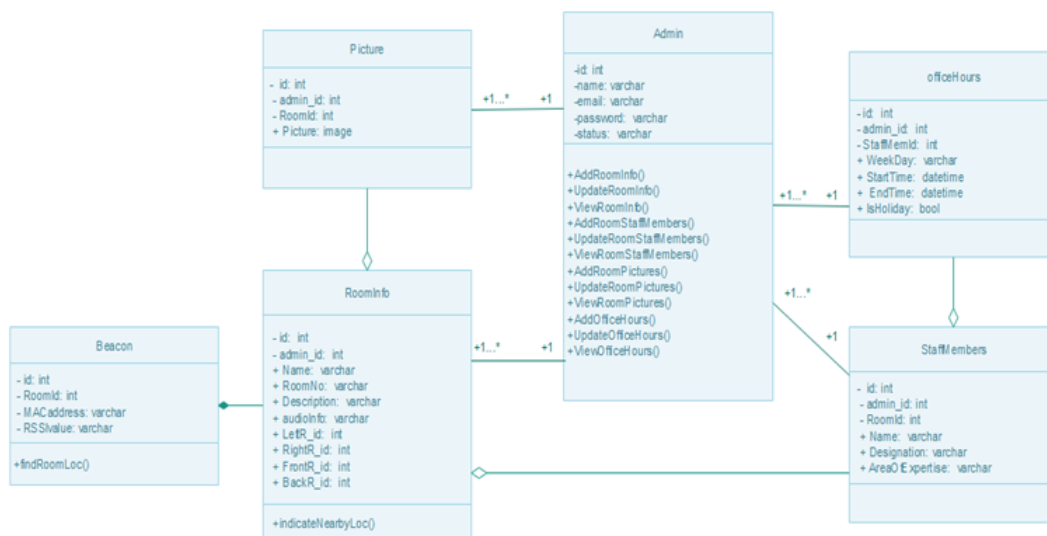 Picture
- id: int
- admin_id: int
- RoomId: int
+ Picture: image
Admin
-id: int
-name: varchar
-email: varchar
-password: varchar
-status: varchar
+AddRoomInfo()
+UpdateRoomInfo()
+ViewRoomInfo()
+AddRoomStaffMembers()
+UpdateRoomStaffMembers()
+ViewRoomStaffMembers()
+AddRoomPictures()
+UpdateRoomPictures()
+ViewRoomPictures()
+AddOfficeHours()
+UpdateOfficeHours()
+ViewOfficeHours()
officeHours
- id: int
- admin_id: int
- StaffMemId: int
+ WeekDay: varchar
+ StartTime: datetime
+ EndTime: datetime
+ IsHoliday: bool
+1...* +1
+1...* +1
+1...*
+1
+1...* +1
Beacon
- id: int
- RoomId: int
- MACaddress: varchar
- RSSIvalue: varchar
+findRoomLoc()
RoomInfo
- id: int
- admin_id: int
+ Name: varchar
+ RoomNo: varchar
+ Description: varchar
+ audioInfo: varchar
+ LeftR_id: int
+ RightR_id: int
+ FrontR_id: int
+ BackR_id: int
+indicateNearbyLoc()
StaffMembers
- id: int
- admin_id: int
- RoomId: int
+ Name: varchar
+ Designation: varchar
+ AreaOfExpertise: varchar